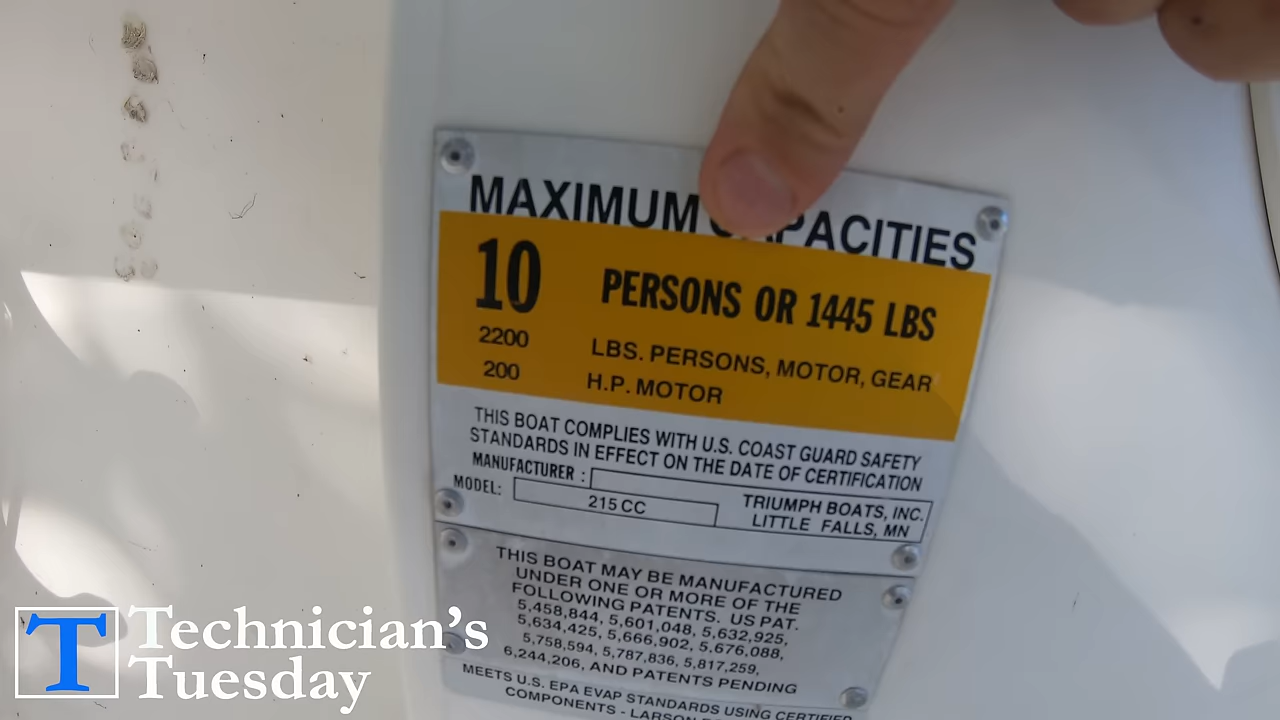 MAXIMUM CAPACITIES
10 PERSONS OR 1445 LBS
2200 LBS. PERSONS, MOTOR, GEAR
200 H.P. MOTOR
THIS BOAT COMPLIES WITH U.S. COAST GUARD SAFETY
STANDARDS IN EFFECT ON THE DATE OF CERTIFICATION
MANUFACTURER : TRIUMPH BOATS, INC.
MODEL: 215 CC LITTLE FALLS, MN
THIS BOAT MAY BE MANUFACTURED
UNDER ONE OR MORE OF THE
FOLLOWING PATENTS. US PAT.
5,458,844, 5,601,048, 5,632,925,
5,634,425, 5,666,902, 5,676,088,
5,758,594, 5,787,836, 5,817,259,
6,244,206, AND PATENTS PENDING
MEETS U.S. EPA EVAP STANDARDS USING CERTIFIED
COMPONENTS - LARSON
T Technician's
Tuesday